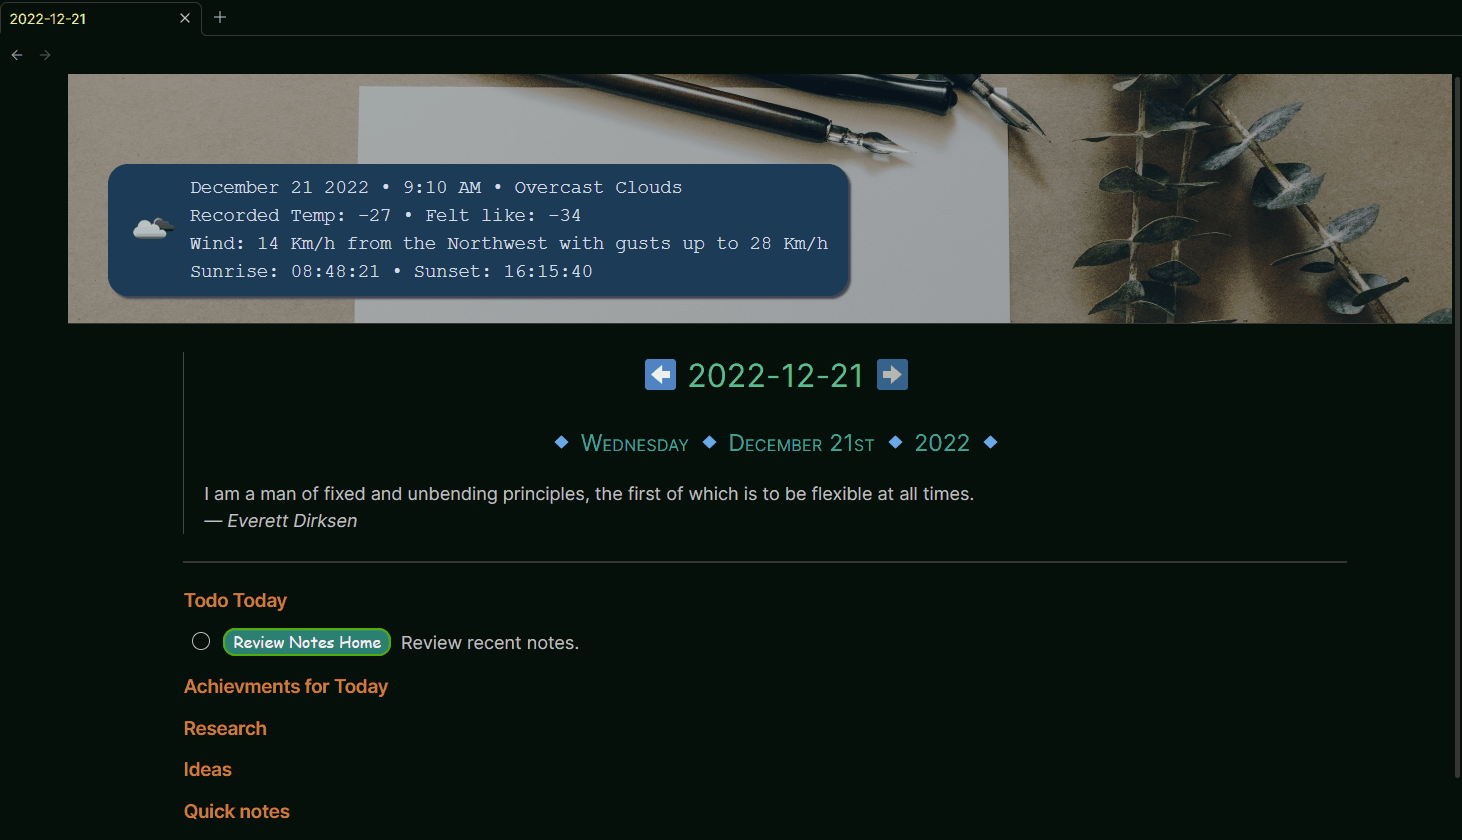 2022-12-21
December 21 2022 • 9:10 AM • Overcast Clouds
Recorded Temp: -27 • Felt like: -34
Wind: 14 Km/h from the Northwest with gusts up to 28 Km/h
Sunrise: 08:48:21 • Sunset: 16:15:40
2022-12-21
Wednesday ◆ December 21st ◆ 2022
I am a man of fixed and unbending principles, the first of which is to be flexible at all times.
— Everett Dirksen
Todo Today
Review Notes Home Review recent notes.
Achievments for Today
Research
Ideas
Quick notes